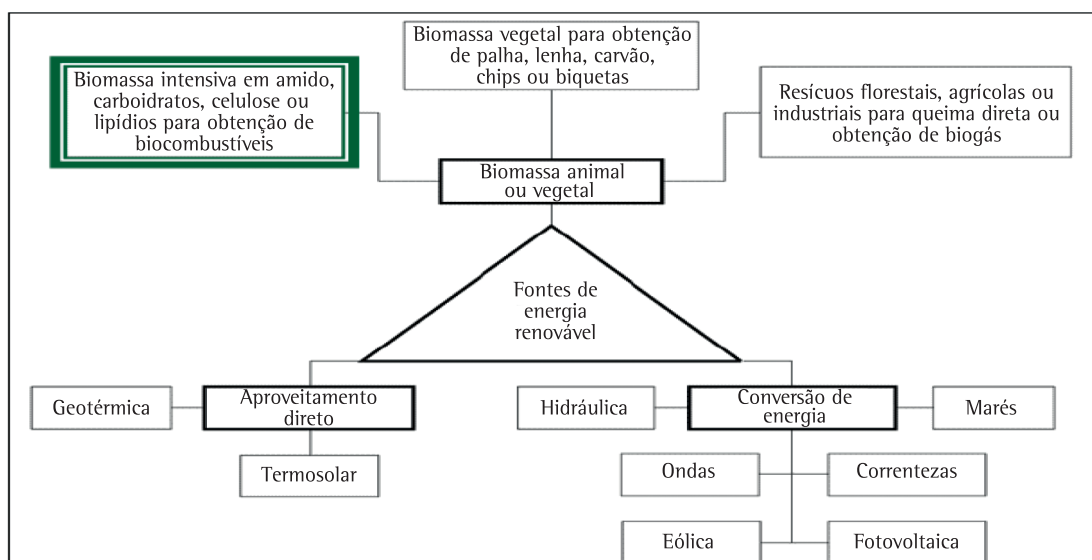 Biomassa vegetal para obtenção
de palha, lenha, carvão,
chips ou biquetas
Biomassa intensiva em amido,
carboidratos, celulose ou
lipídios para obtenção de
biocombustíveis
Resícuos florestais, agrícolas ou
industriais para queima direta ou
obtenção de biogás
Biomassa animal
ou vegetal
Fontes de
energia
renovável
Geotérmica
Aproveitamento
direto
Hidráulica
Conversão de
energia
Marés
Termosolar
Ondas
Correntezas
Eólica
Fotovoltaica